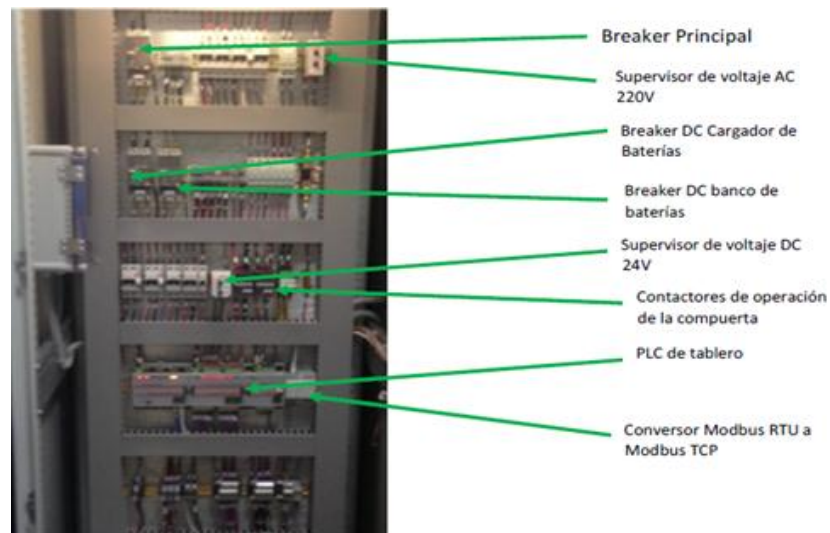 Breaker Principal
Supervisor de voltaje AC
220V
Breaker DC Cargador de
Baterías
Breaker DC banco de
baterías
Supervisor de voltaje DC
24V
Contactores de operación
de la compuerta
PLC de tablero
Conversor Modbus RTU a
Modbus TCP